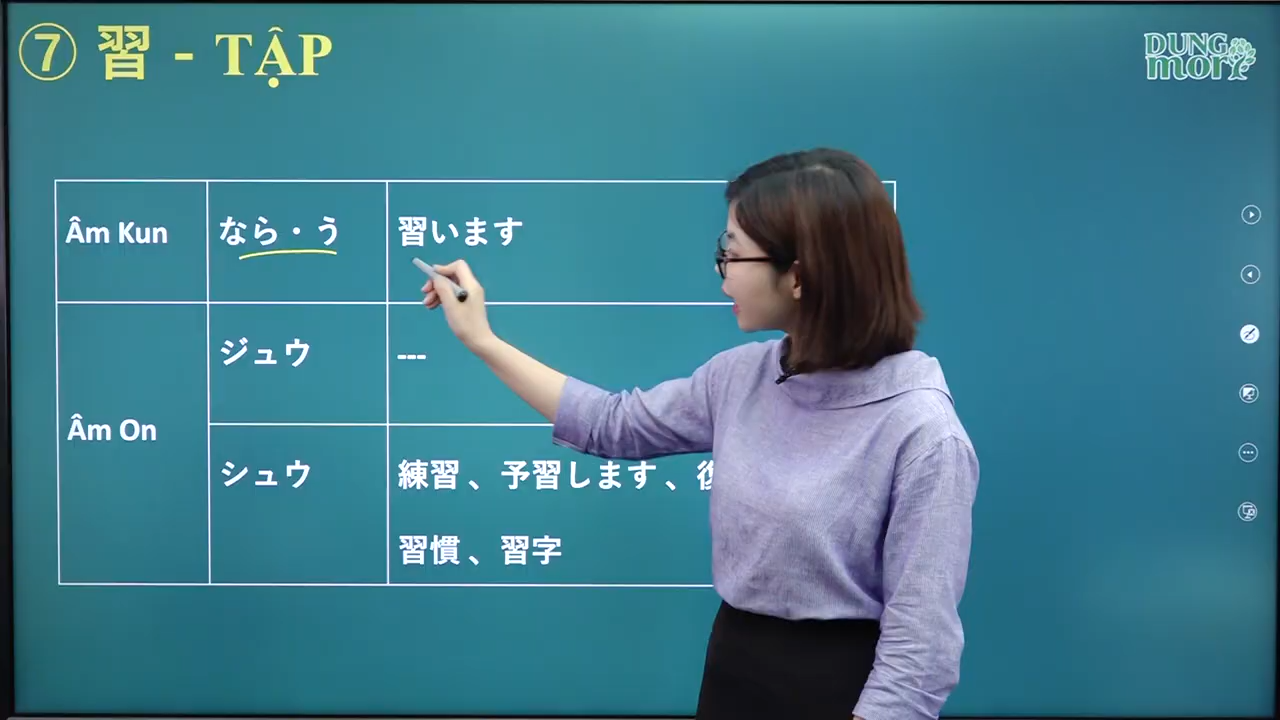 ⑦ 習 - TẬP
DUNG
mori
Âm Kun
なら・う
習います
Âm On
ジュウ
---
シュウ
練習、予習します、復
習慣、習字